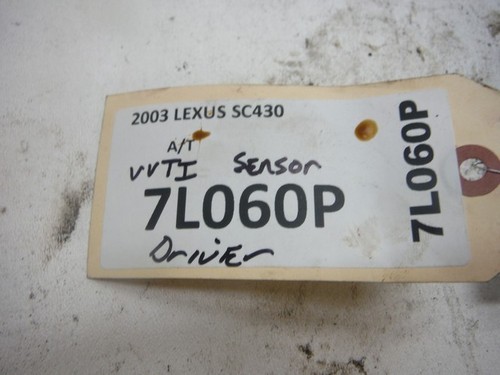 2003 LEXUS SC430
A/T
VVTI SENSOR
7L060P
DriVEr
7L060P